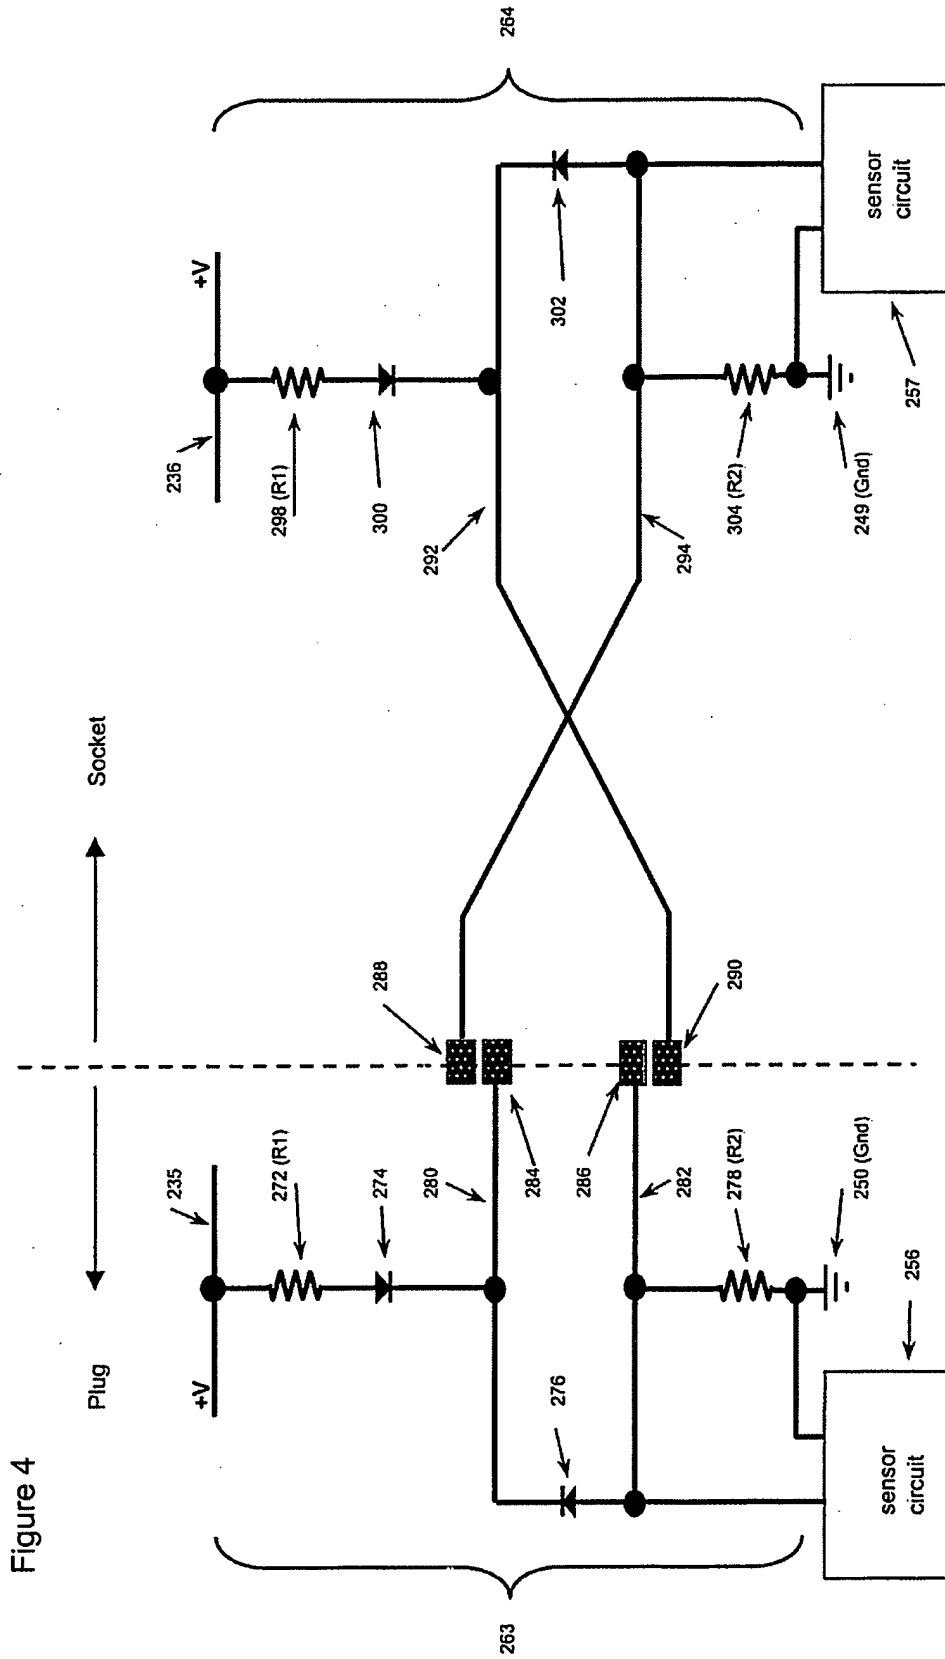 Figure 4
Plug
Socket
+V
235
272 (R1)
274
276
280
284
286
282
278 (R2)
250 (Gnd)
256
sensor
circuit
263
288
290
+V
236
298 (R1)
300
292
302
294
304 (R2)
249 (Gnd)
257
sensor
circuit
264